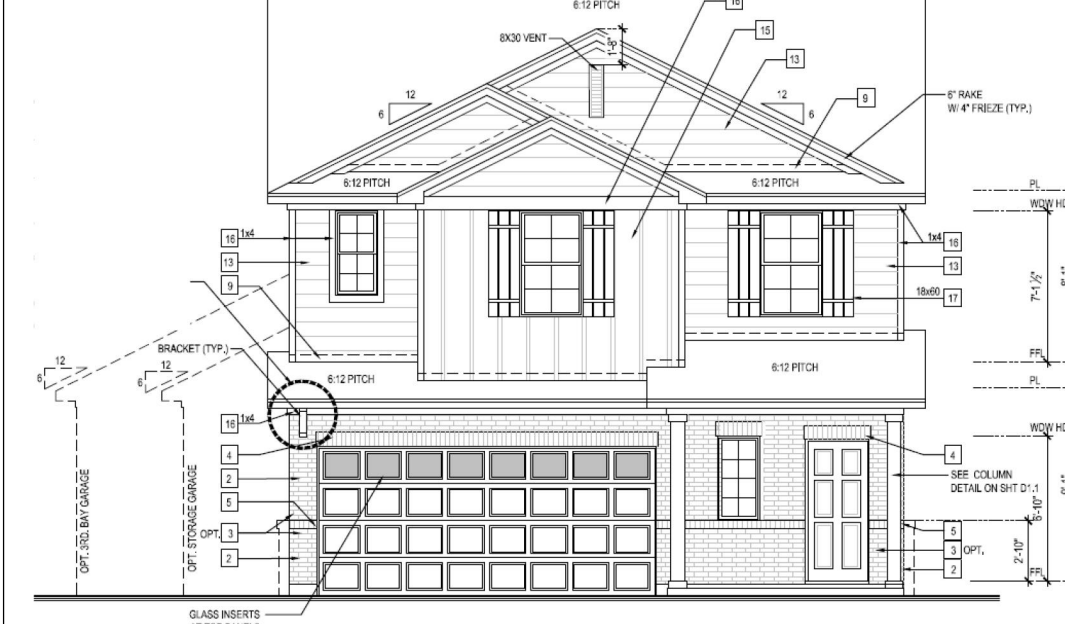 6:12 PITCH
16
8X30 VENT
1'-8"
15
13
12
6
12
6
9
6" RAKE
W/ 4" FRIEZE (TYP.)
6:12 PITCH
6:12 PITCH
PL
WDW HD
16 1x4
1x4 16
13
13
9
18x60 17
7'-1 1/2"
BRACKET (TYP.)
FFL
12
6
12
6
6:12 PITCH
6:12 PITCH
PL
16 1x4
WDW HD
4
4
2
SEE COLUMN
DETAIL ON SHT D1.1
5
6'-10"
OPT. 3
5
3 OPT.
2
2
2'-10"
FFL
OPT. 3RD. BAY GARAGE
OPT. STORAGE GARAGE
GLASS INSERTS